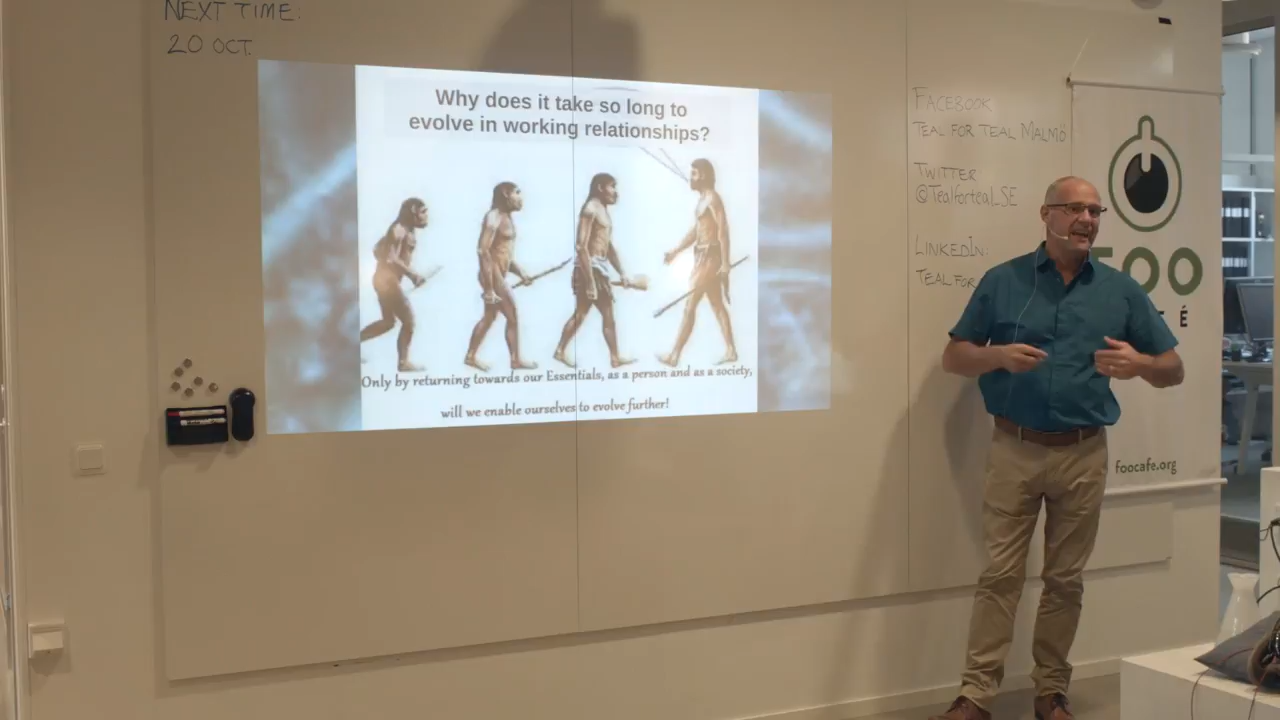 NEXT TIME:
20 OCT.
Why does it take so long to
evolve in working relationships?
Only by returning towards our Essentials, as a person and as a society,
will we enable ourselves to evolve further!
FACEBOOK
TEAL FOR TEAL MALMÖ
TWITTER:
@Tealforteal_SE
LINKEDIN:
TEAL FOR
FOO
É
foocafe.org